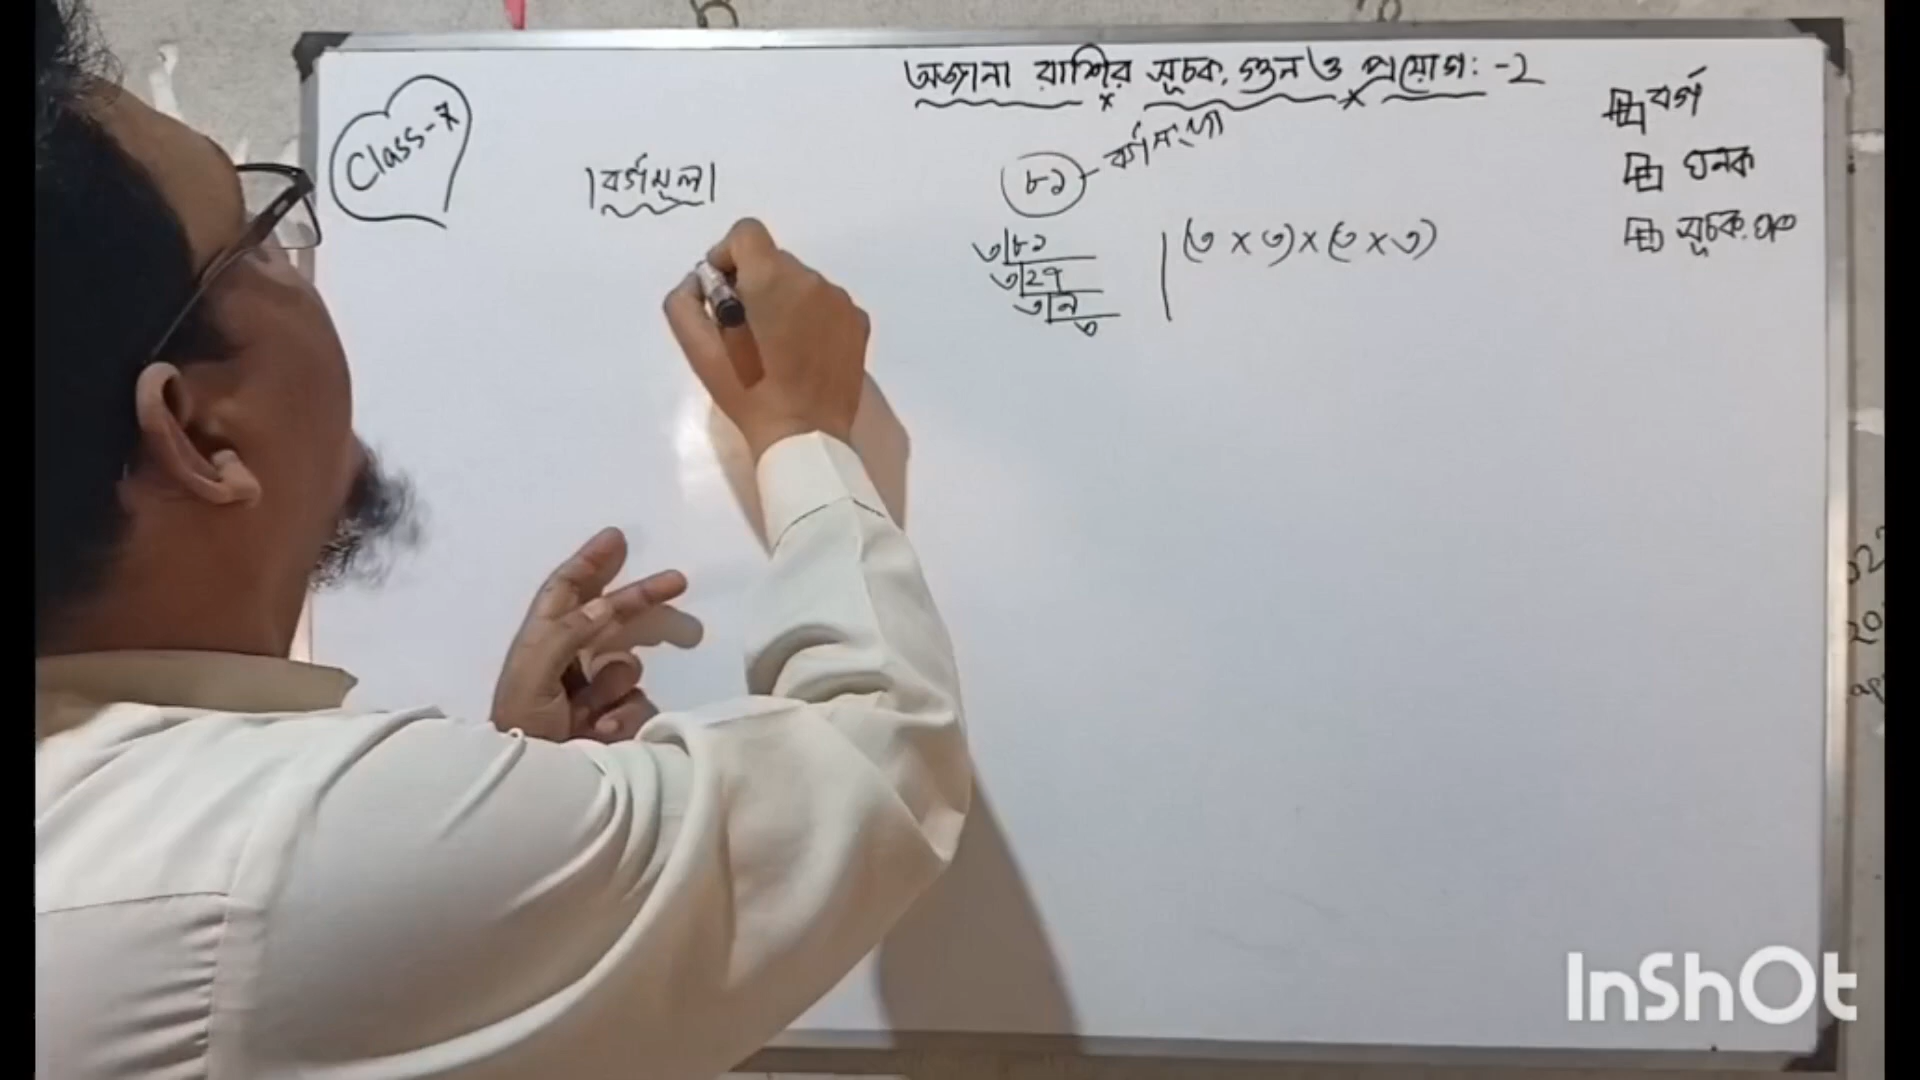 অজানা রাশির সূচক, গুন ও প্রয়োগ: -2
Class-7
।বর্গমূল।
৮১ - বর্গসংখ্যা
৩|৮১
৩|2৭
৩|৯
৩
(৩ x ৩) x (৩ x ৩)
বর্গ
ঘনক
সূচক.
InShOt